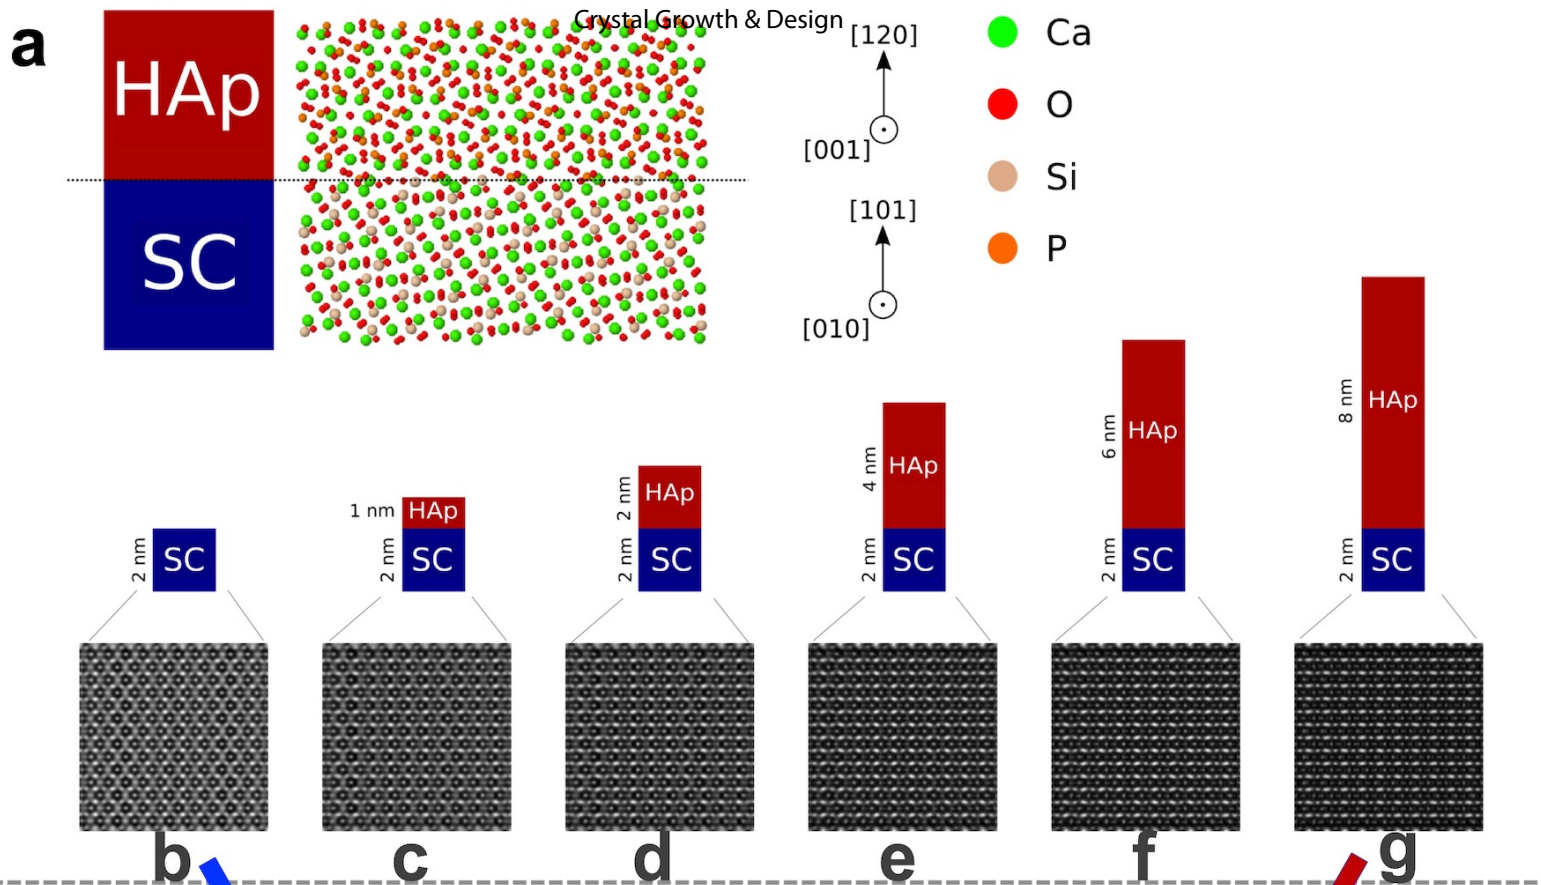 Crystal Growth & Design
a
HAp
SC
[120]
[001]
[101]
[010]
Ca
O
Si
P
2 nm
SC
1 nm
HAp
2 nm
SC
2 nm
HAp
2 nm
SC
4 nm
HAp
2 nm
SC
6 nm
HAp
2 nm
SC
8 nm
HAp
2 nm
SC
b
c
d
e
f
g